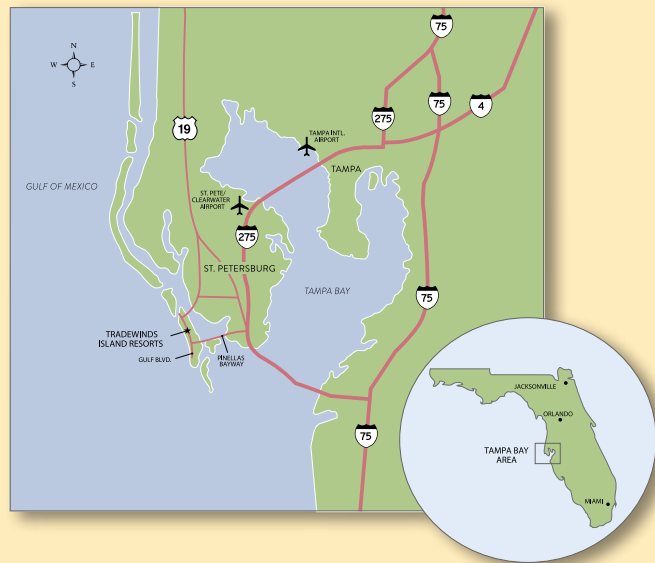 N
W E
S
75
19
75
4
275
TAMPA INTL.
AIRPORT
TAMPA
GULF OF MEXICO
ST. PETE/
CLEARWATER
AIRPORT
275
ST. PETERSBURG
TAMPA BAY
75
TRADEWINDS
ISLAND RESORTS
GULF BLVD.
PINELLAS
BAYWAY
75
JACKSONVILLE
ORLANDO
TAMPA BAY
AREA
MIAMI